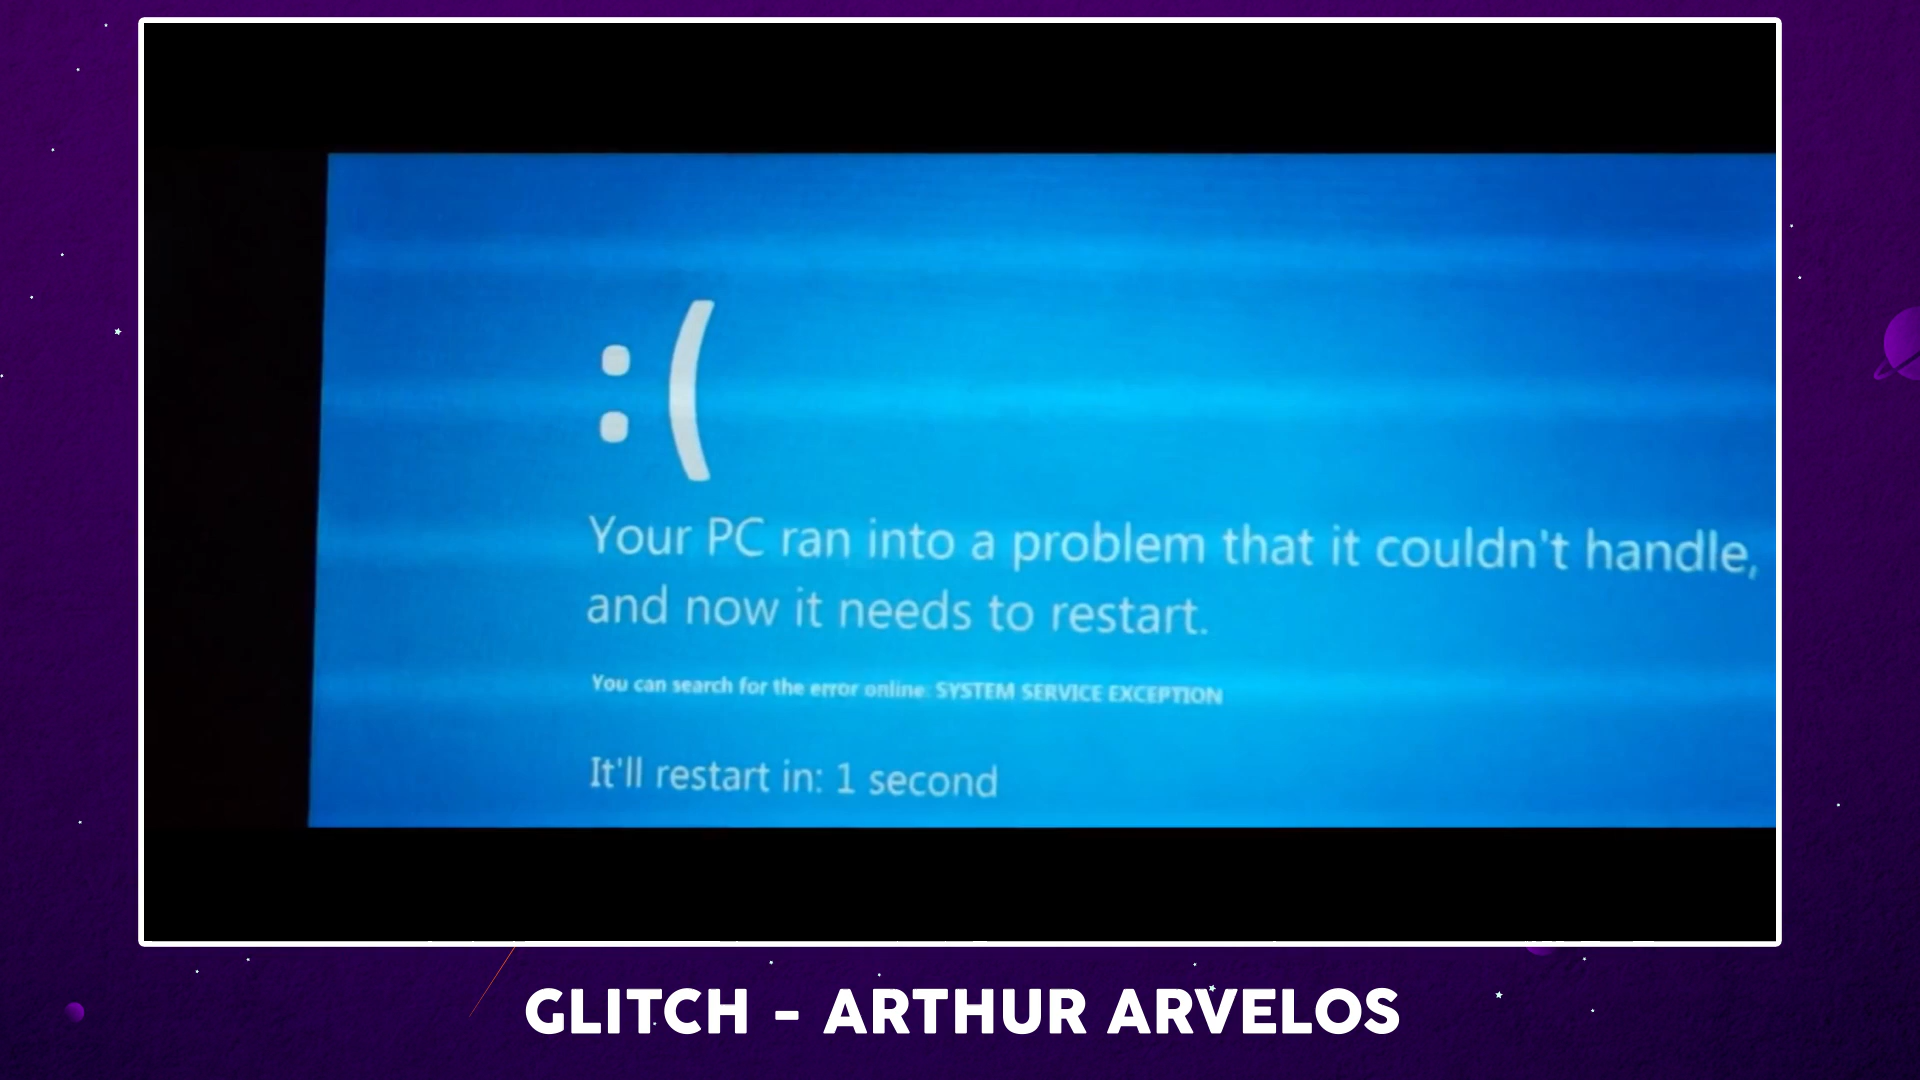 :(
Your PC ran into a problem that it couldn't handle,
and now it needs to restart.
You can search for the error online: SYSTEM SERVICE EXCEPTION
It'll restart in: 1 second
GLITCH - ARTHUR ARVELOS